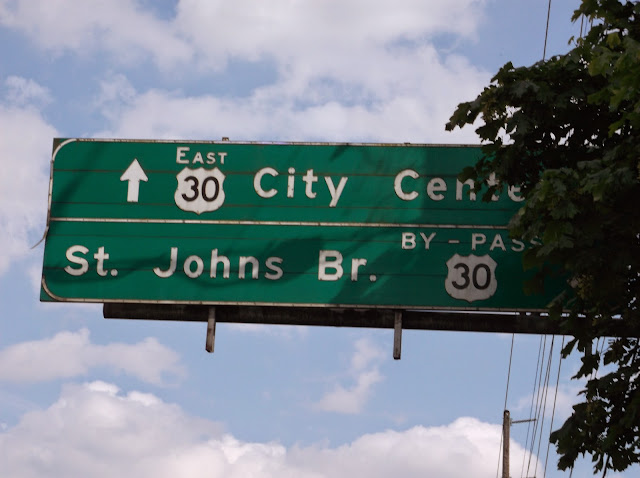 EAST
30 City Cente
BY-PASS
St. Johns Br. 30